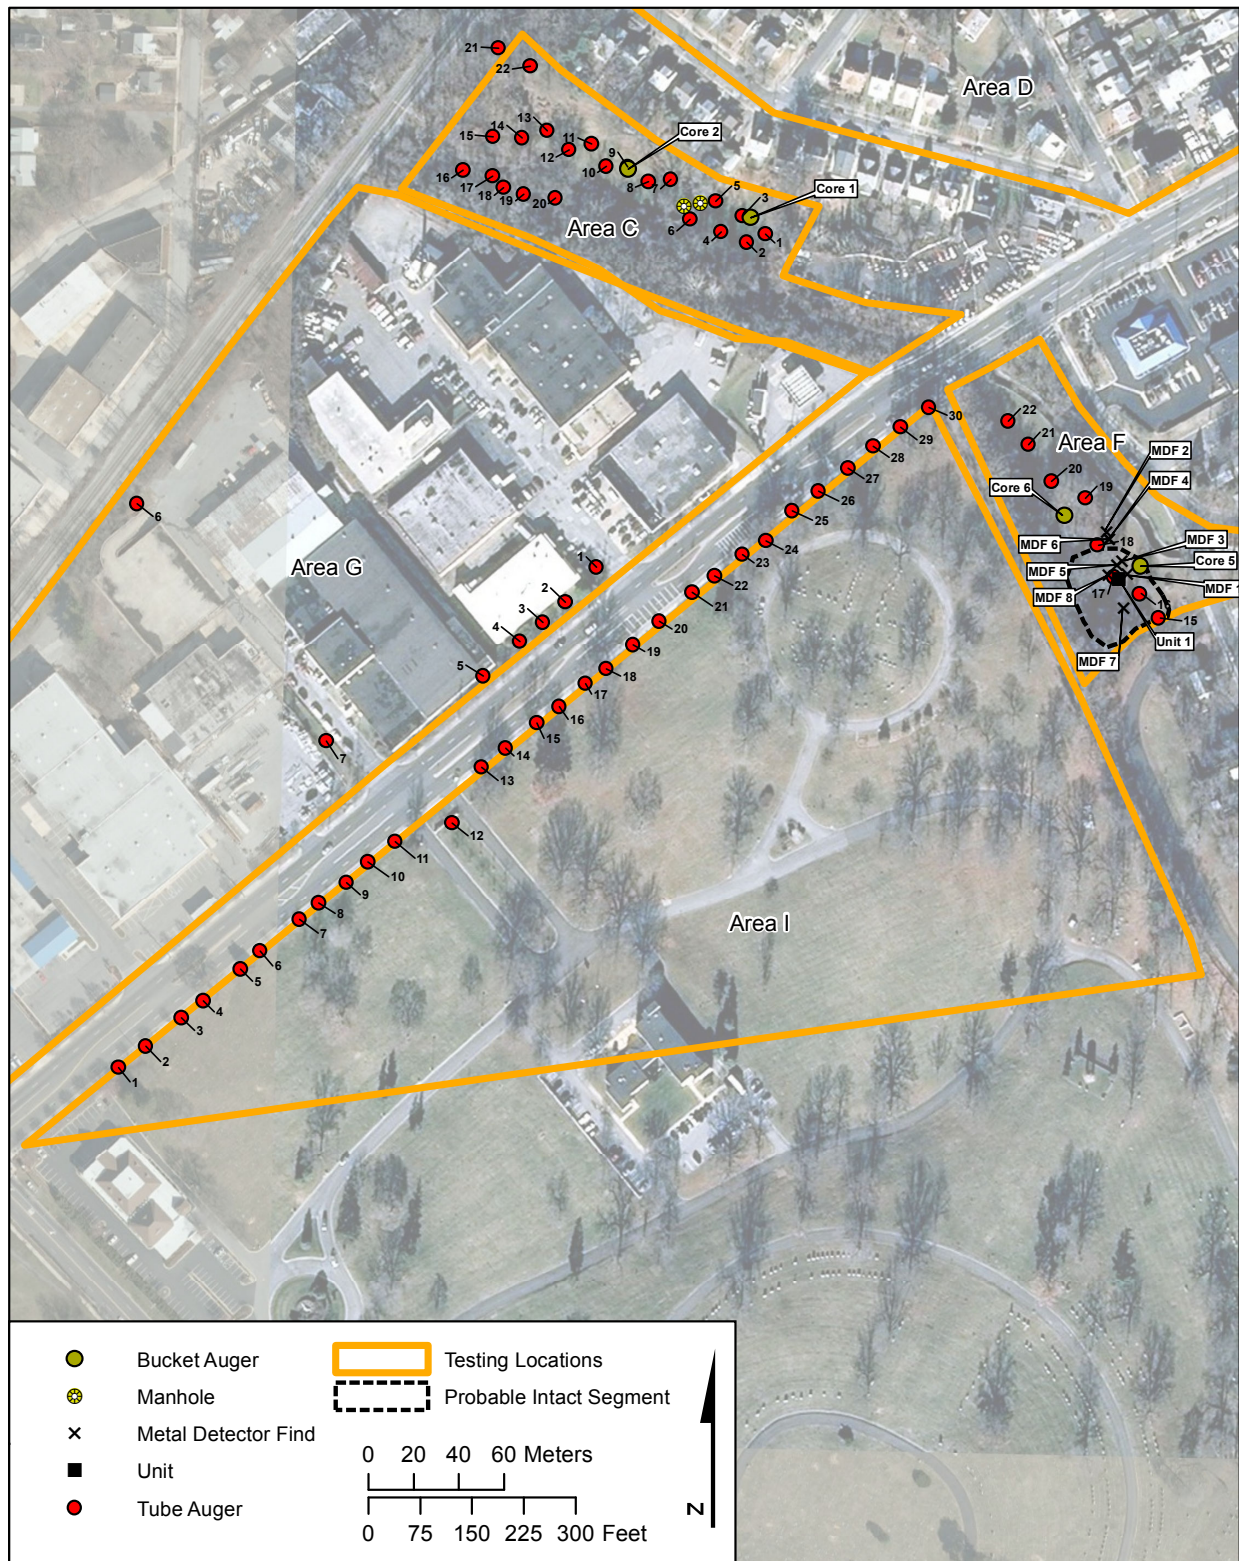 21
22
Area D
13
14
15
11
12
Core 2
9
10
8
7
16
17
18
19
20
5
3
Core 1
Area C
6
4
2
1
30
29
28
27
26
25
24
23
22
21
20
19
18
17
16
15
14
13
12
11
10
9
8
7
6
5
4
3
2
1
22
21
Area F
MDF 2
20
19
MDF 4
Core 6
18
MDF 6
MDF 3
MDF 5
Core 5
17
MDF 1
MDF 8
16
15
Unit 1
MDF 7
6
Area G
1
2
3
4
5
7
Area I
Bucket Auger
Manhole
Metal Detector Find
Unit
Tube Auger
Testing Locations
Probable Intact Segment
0 20 40 60 Meters
0 75 150 225 300 Feet
N